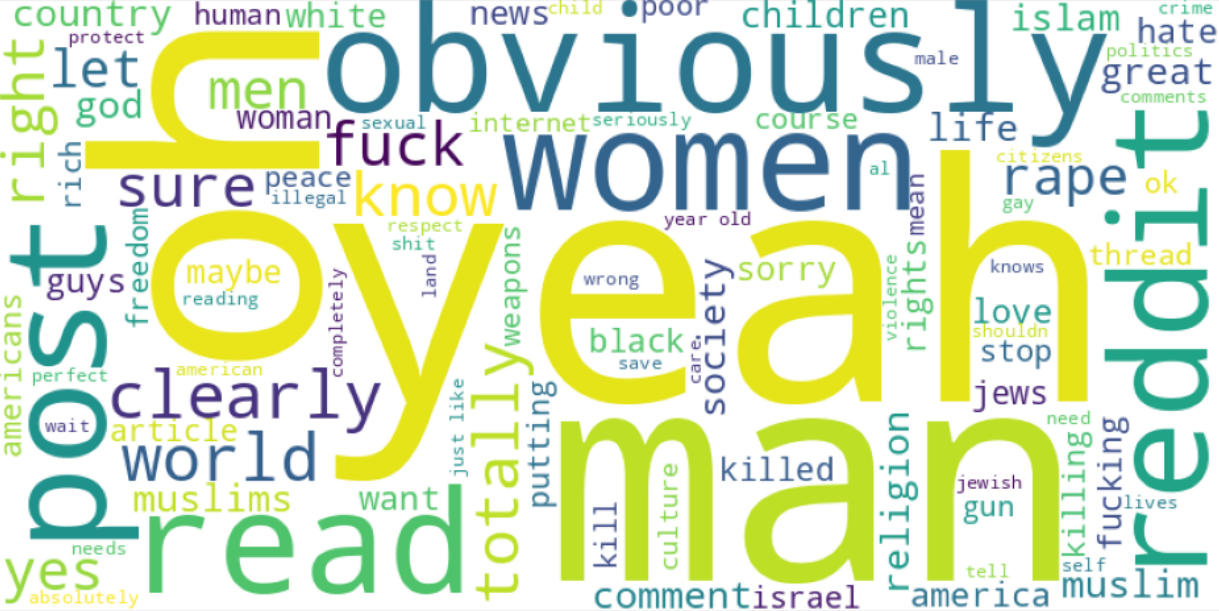 country
human
white
news
child
poor
children
islam
crime
hate
protect
right
let
god
men
oh
obviously
male
politics
great
comments
woman
sexual
internet
seriously
course
life
reddit
fuck
women
al
citizens
rape
ok
rich
sure
peace
illegal
know
mean
gay
year old
post
freedom
respect
shit
yeah
thread
guys
maybe
reading
completely
land
weapons
wrong
society
sorry
violence
rights
knows
love
shouldn
stop
americans
perfect
american
black
save
care
jews
clearly
just like
totally
putting
man
need
wait
article
world
muslims
want
read
killed
kill
culture
religion
jewish
gun
killing
fucking
lives
needs
yes
absolutely
tell
self
muslim
comment
israel
america